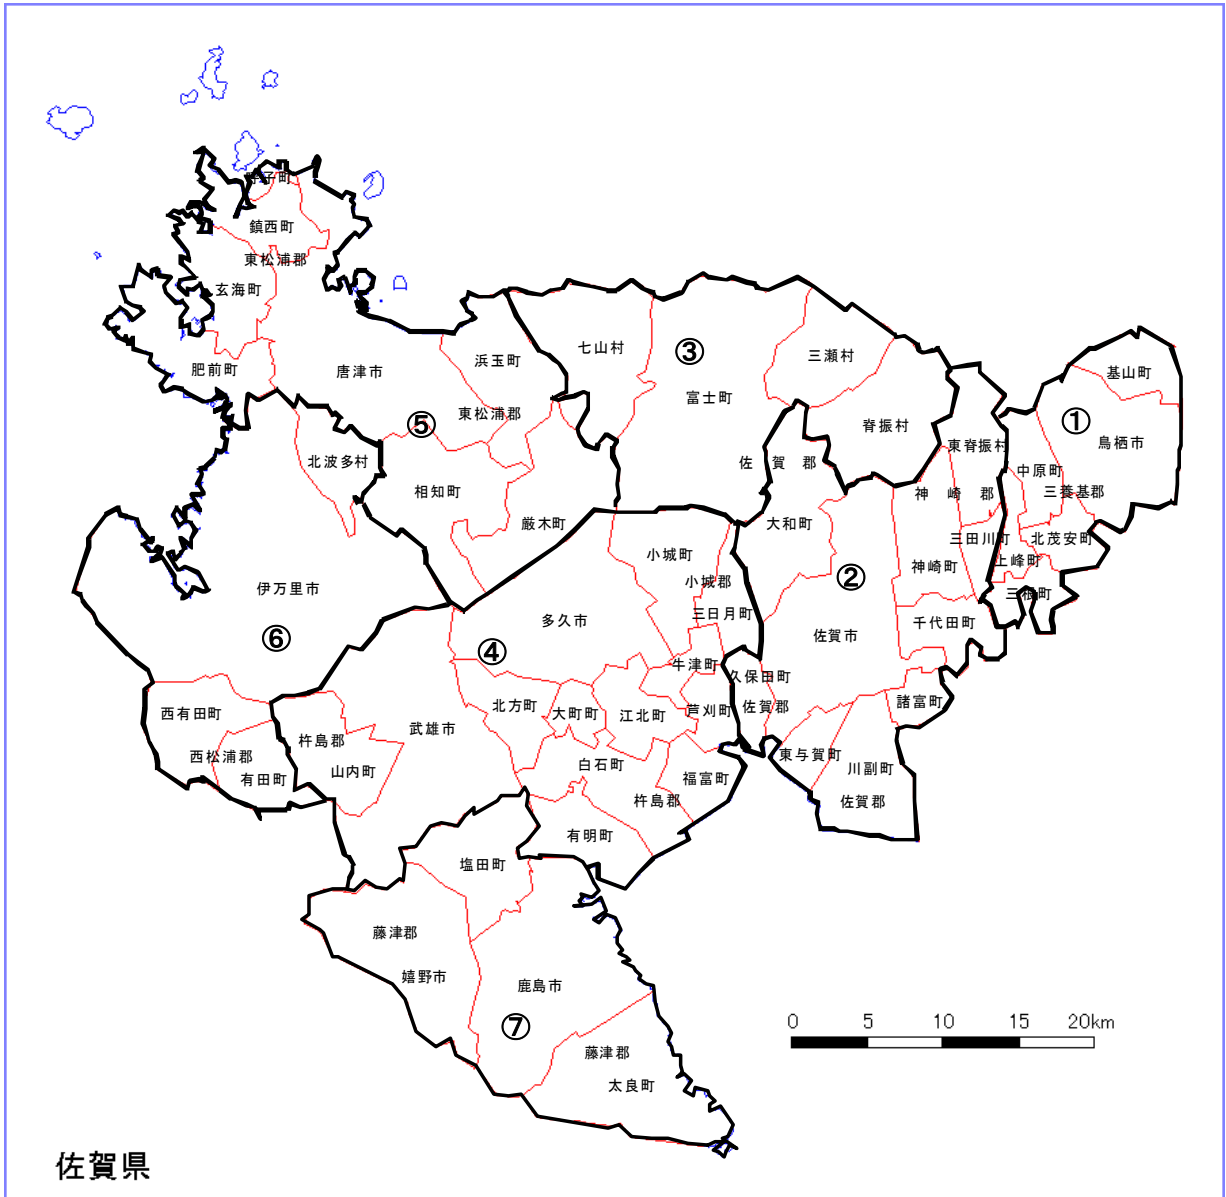 呼子町
鎮西町
東松浦郡
玄海町
肥前町
唐津市
浜玉町
東松浦郡
⑤
北波多村
相知町
厳木町
七山村
③
富士町
三瀬村
脊振村
佐賀郡
大和町
②
佐賀市
神崎郡
東脊振村
三田川町
神崎町
千代田町
諸富町
①
基山町
鳥栖市
中原町
三養基郡
北茂安町
上峰町
三根町
小城町
小城郡
三日月町
多久市
④
牛津町
芦刈町
久保田町
佐賀郡
東与賀町
川副町
佐賀郡
伊万里市
⑥
西有田町
西松浦郡
有田町
杵島郡
山内町
武雄市
北方町
大町町
江北町
白石町
福富町
杵島郡
有明町
塩田町
藤津郡
嬉野市
鹿島市
⑦
藤津郡
太良町
0 5 10 15 20km
佐賀県